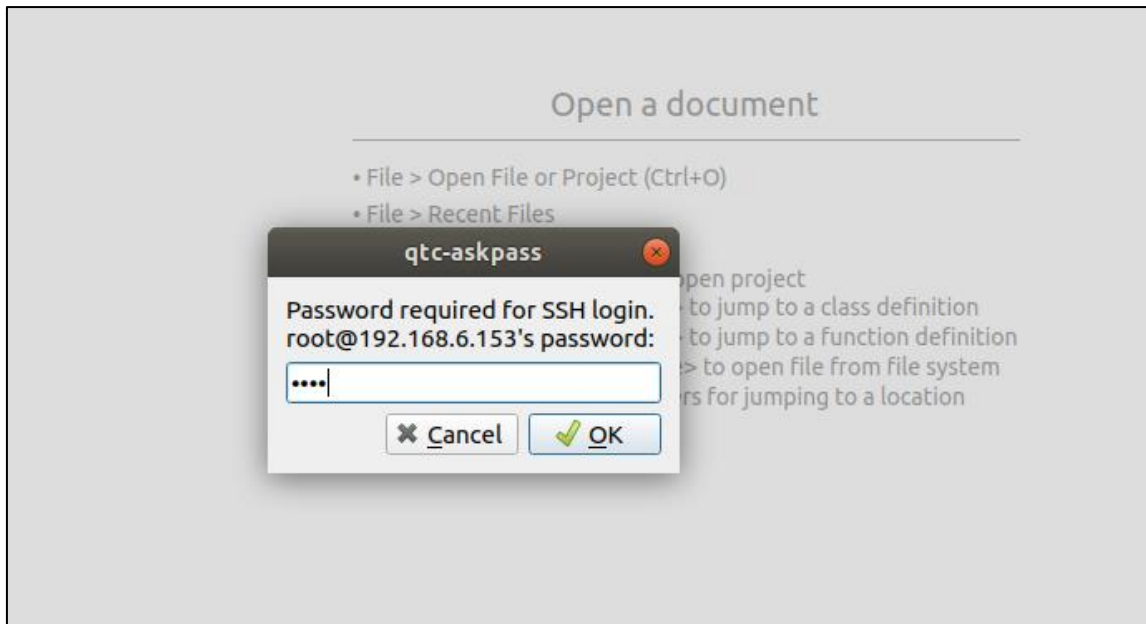 Open a document
• File > Open File or Project (Ctrl+O)
• File > Recent Files
qtc-askpass
open project
Password required for SSH login.
to jump to a class definition
root@192.168.6.153's password:
to jump to a function definition
> to open file from file system
••••
for jumping to a location
Cancel
OK